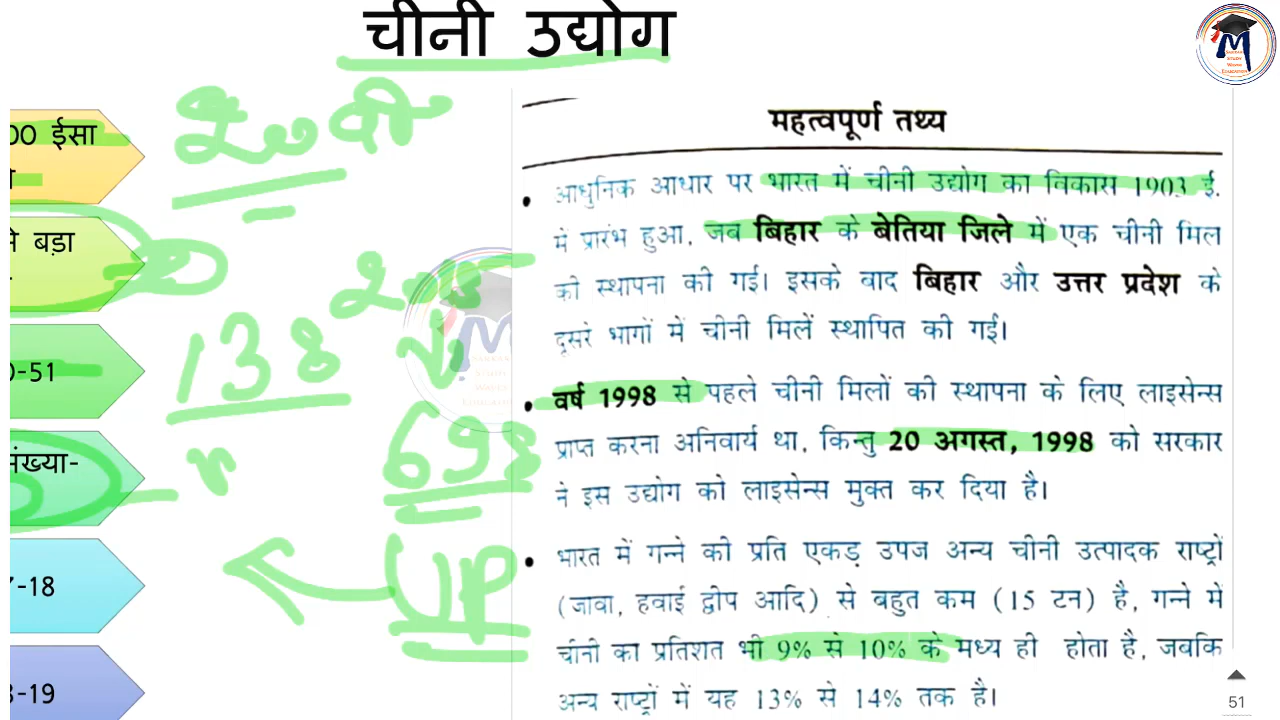 चीनी उद्योग
00 ईसा
बड़ा
0-51
संख्या-
7-18
3-19
20 वी
138
693
UP
महत्वपूर्ण तथ्य
• आधुनिक आधार पर भारत में चीनी उद्योग का विकास 1903 ई.
में प्रारंभ हुआ, जब बिहार के बेतिया जिले में एक चीनी मिल
की स्थापना की गई। इसके बाद बिहार और उत्तर प्रदेश के
दूसरे भागों में चीनी मिलें स्थापित की गई।
• वर्ष 1998 से पहले चीनी मिलों की स्थापना के लिए लाइसेन्स
प्राप्त करना अनिवार्य था, किन्तु 20 अगस्त, 1998 को सरकार
ने इस उद्योग को लाइसेन्स मुक्त कर दिया है।
• भारत में गन्ने की प्रति एकड़ उपज अन्य चीनी उत्पादक राष्ट्रों
(जावा, हवाई द्वीप आदि) से बहुत कम (15 टन) है, गन्ने में
चीनी का प्रतिशत भी 9% से 10% के मध्य ही होता है, जबकि
अन्य राष्ट्रों में यह 13% से 14% तक है।
51